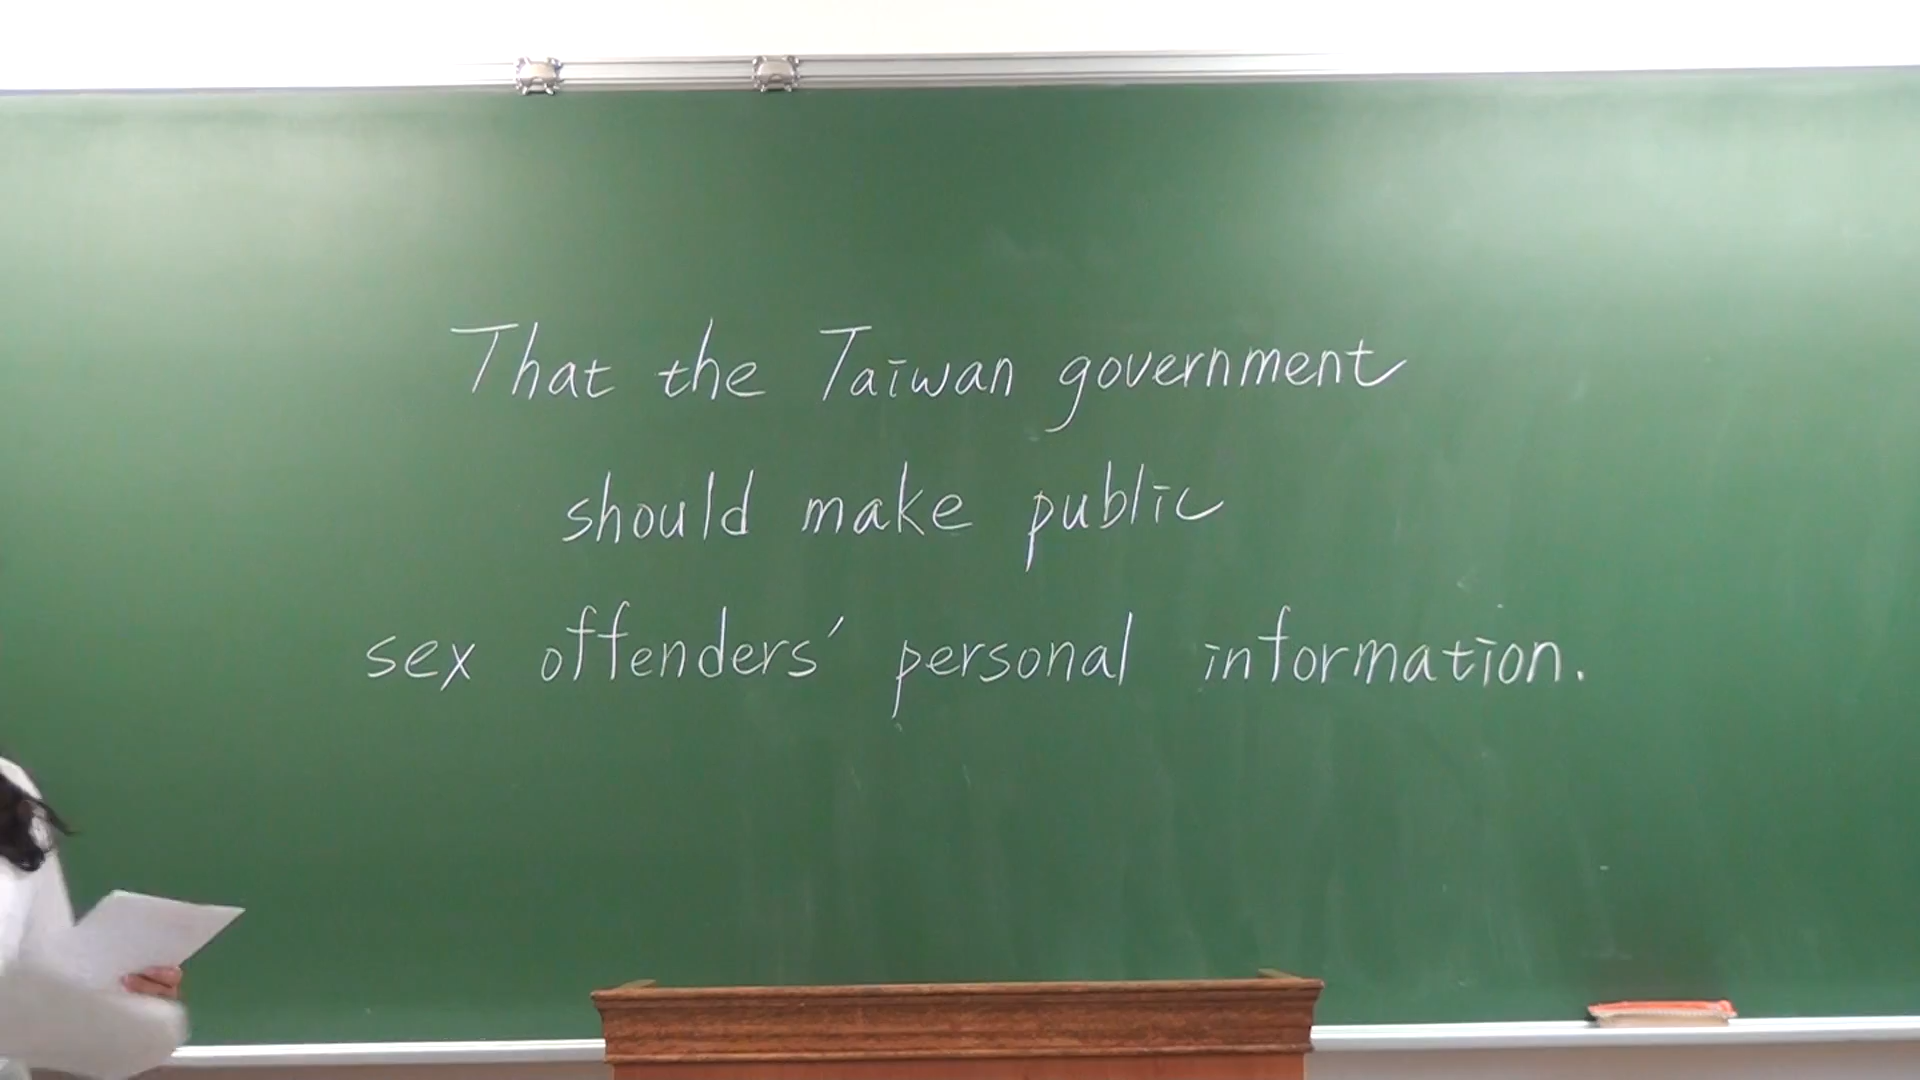 That the Taiwan government
should make public
sex offenders' personal information.